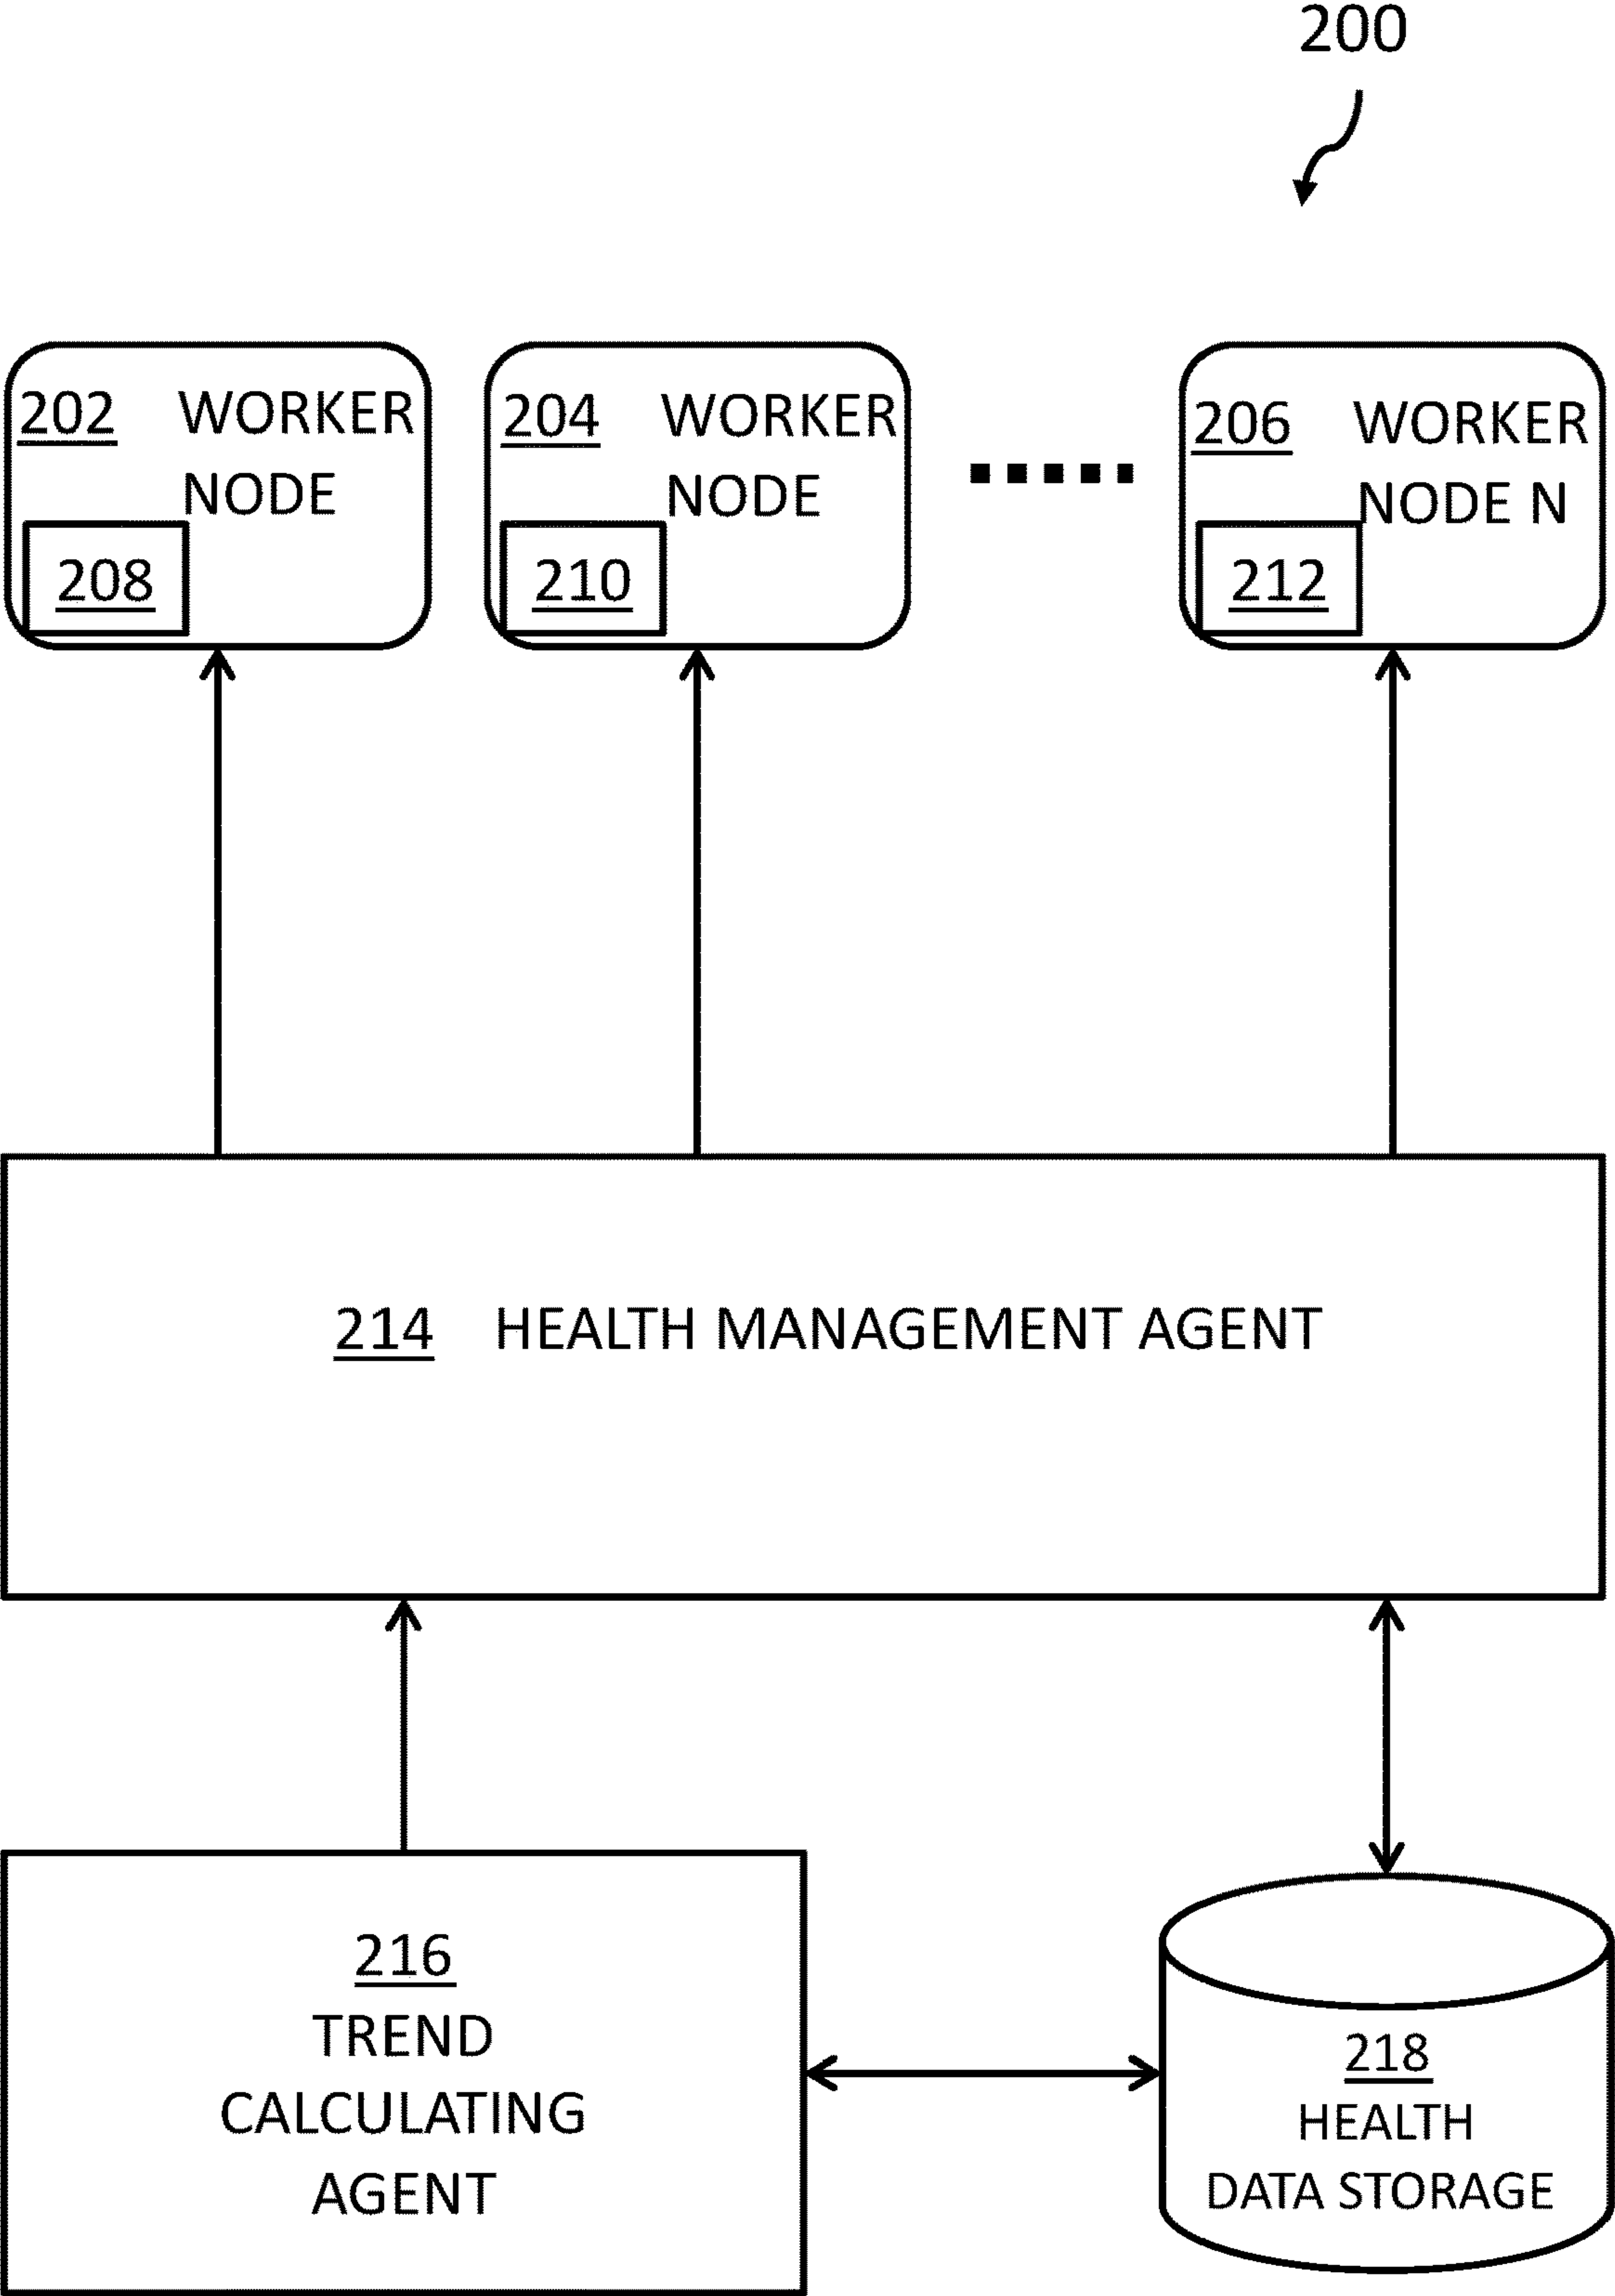 200
202 WORKER
NODE
208
204 WORKER
NODE
210
206 WORKER
NODE N
212
214 HEALTH MANAGEMENT AGENT
216
TREND
CALCULATING
AGENT
218
HEALTH
DATA STORAGE